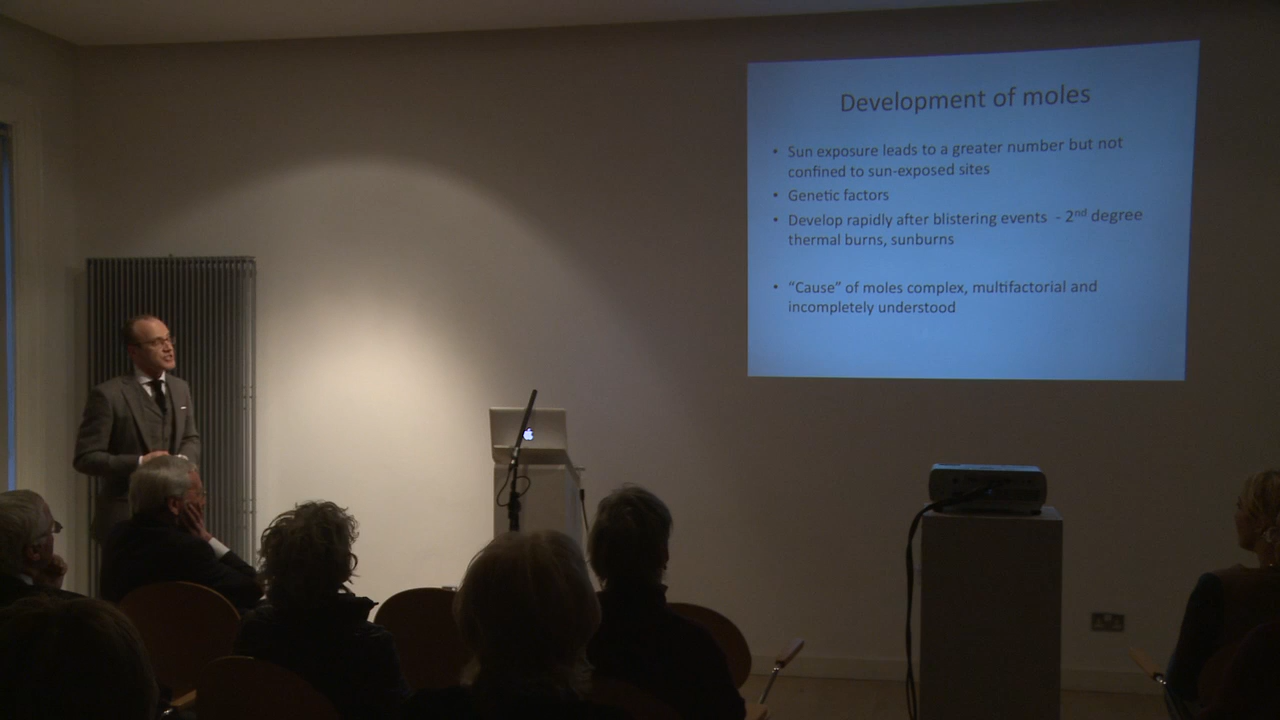 Development of moles
• Sun exposure leads to a greater number but not
confined to sun-exposed sites
• Genetic factors
• Develop rapidly after blistering events - 2nd degree
thermal burns, sunburns
• “Cause” of moles complex, multifactorial and
incompletely understood